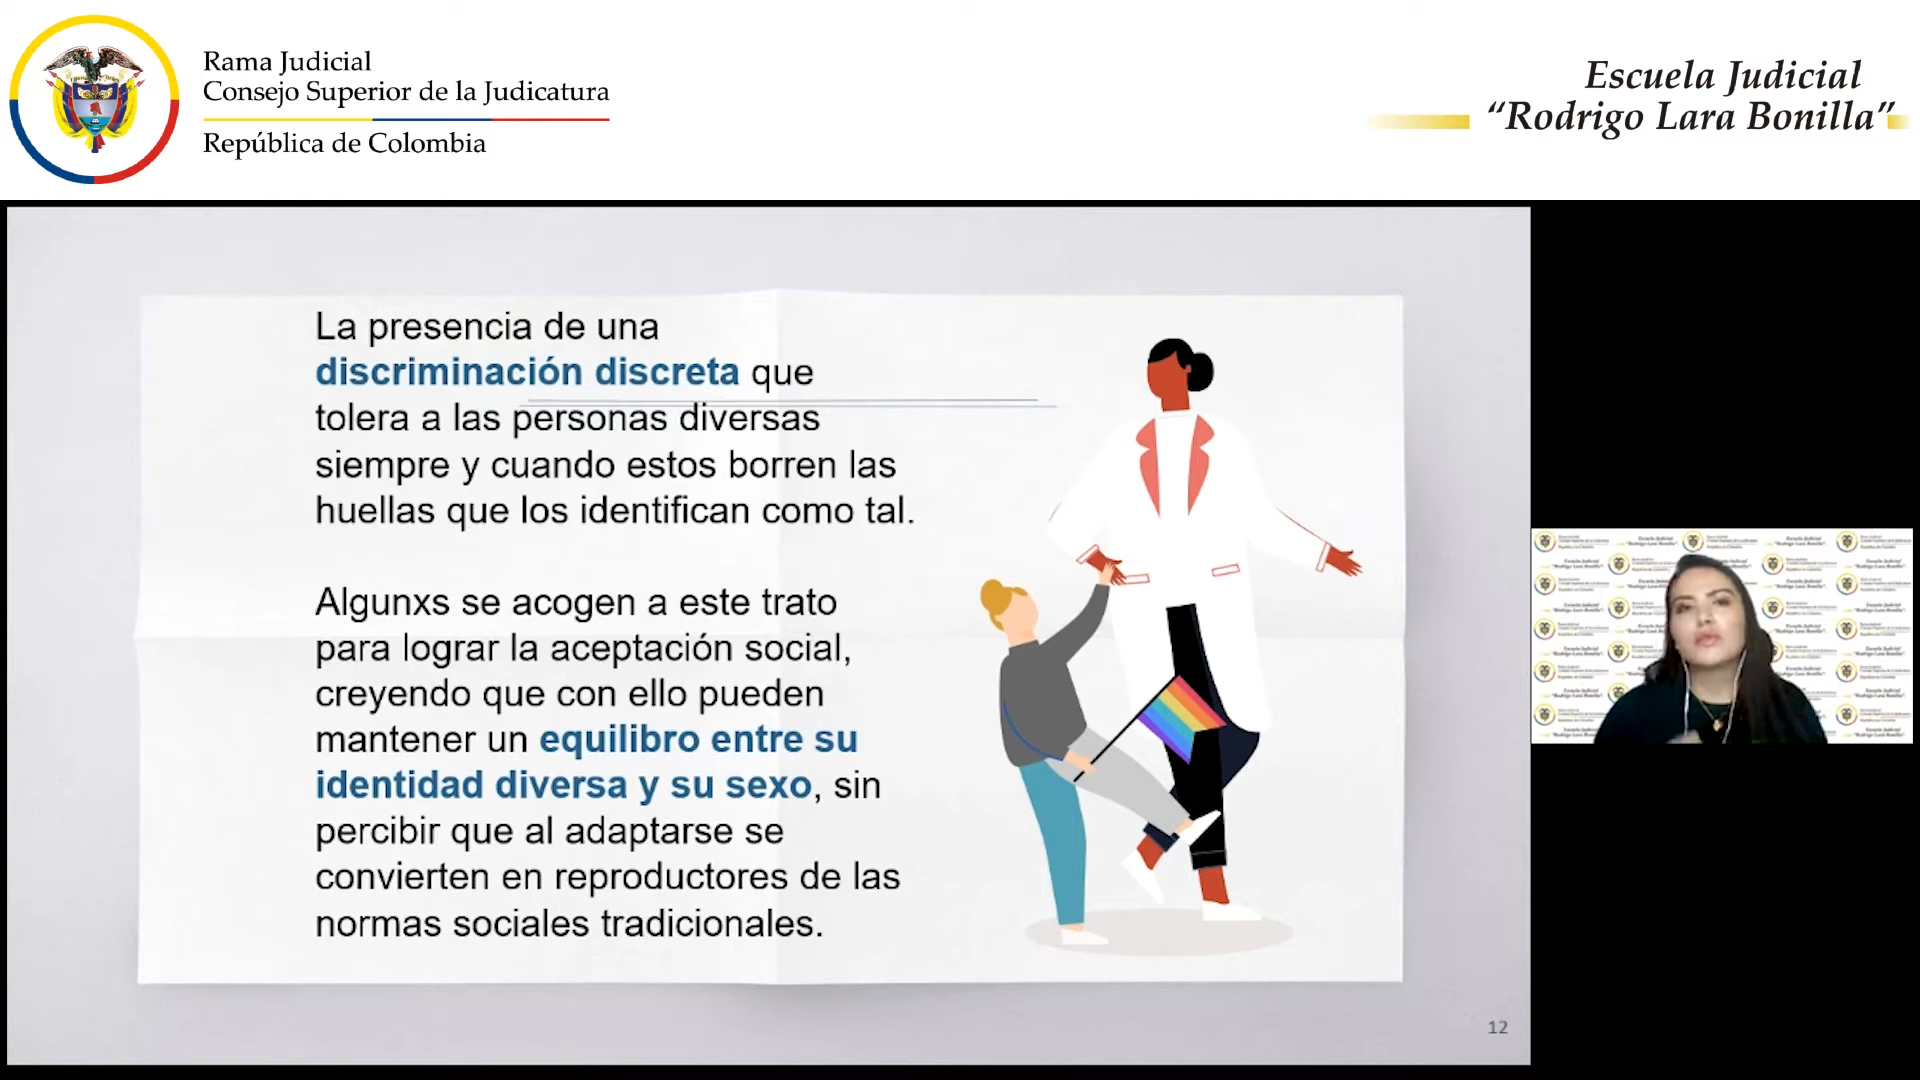 Rama Judicial
Consejo Superior de la Judicatura
República de Colombia
Escuela Judicial
“Rodrigo Lara Bonilla”
La presencia de una
discriminación discreta que
tolera a las personas diversas
siempre y cuando estos borren las
huellas que los identifican como tal.
Algunxs se acogen a este trato
para lograr la aceptación social,
creyendo que con ello pueden
mantener un equilibro entre su
identidad diversa y su sexo, sin
percibir que al adaptarse se
convierten en reproductores de las
normas sociales tradicionales.
12